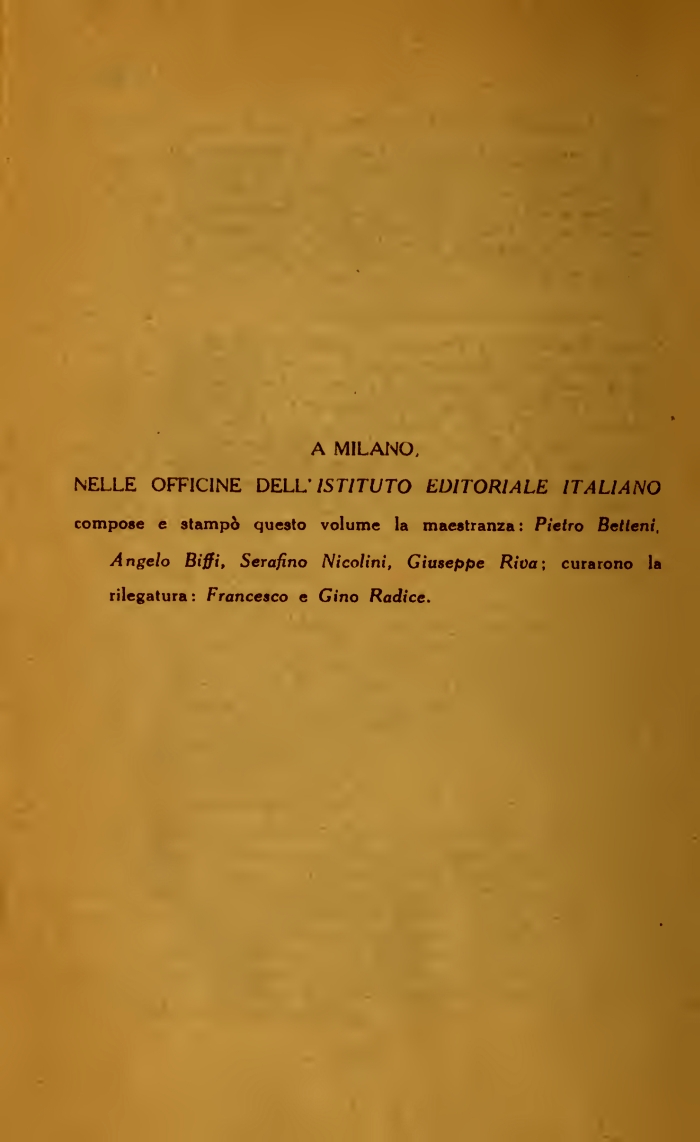 A MILANO,
NELLE OFFICINE DELL'ISTITUTO EDITORIALE ITALIANO
compose e stampò questo volume la maestranza: Pietro Betteni,
Angelo Biffi, Serafino Nicolini, Giuseppe Riva; curarono la
rilegatura: Francesco e Gino Radice.